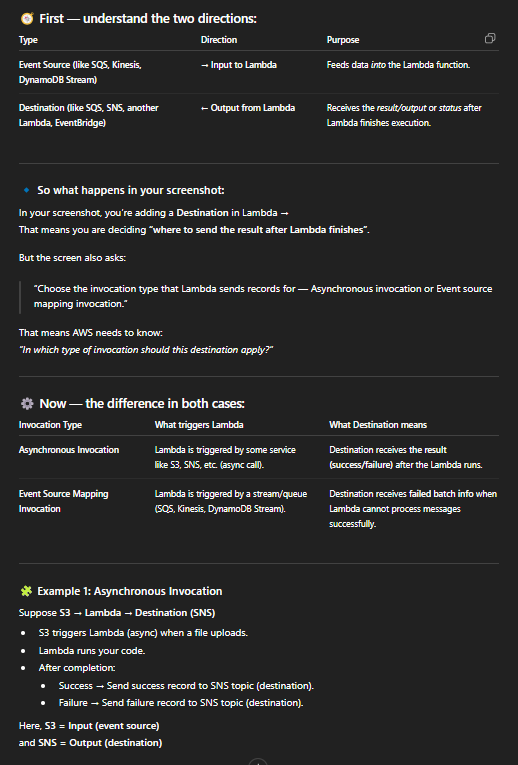 🧭 First — understand the two directions:
Type Direction Purpose
Event Source (like SQS, Kinesis, → Input to Lambda Feeds data into the Lambda function.
DynamoDB Stream)
Destination (like SQS, SNS, another ← Output from Lambda Receives the result/output or status after
Lambda, EventBridge) Lambda finishes execution.
🔹 So what happens in your screenshot:
In your screenshot, you're adding a Destination in Lambda →
That means you are deciding "where to send the result after Lambda finishes".
But the screen also asks:
"Choose the invocation type that Lambda sends records for — Asynchronous invocation or Event source
mapping invocation."
That means AWS needs to know:
"In which type of invocation should this destination apply?"
⚙️ Now — the difference in both cases:
Invocation Type What triggers Lambda What Destination means
Asynchronous Invocation Lambda is triggered by some service Destination receives the result
like S3, SNS, etc. (async call). (success/failure) after the Lambda runs.
Event Source Mapping Lambda is triggered by a stream/queue Destination receives failed batch info when
Invocation (SQS, Kinesis, DynamoDB Stream). Lambda cannot process messages
successfully.
🧩 Example 1: Asynchronous Invocation
Suppose S3 → Lambda → Destination (SNS)
• S3 triggers Lambda (async) when a file uploads.
• Lambda runs your code.
• After completion:
• Success → Send success record to SNS topic (destination).
• Failure → Send failure record to SNS topic (destination).
Here, S3 = Input (event source)
and SNS = Output (destination)